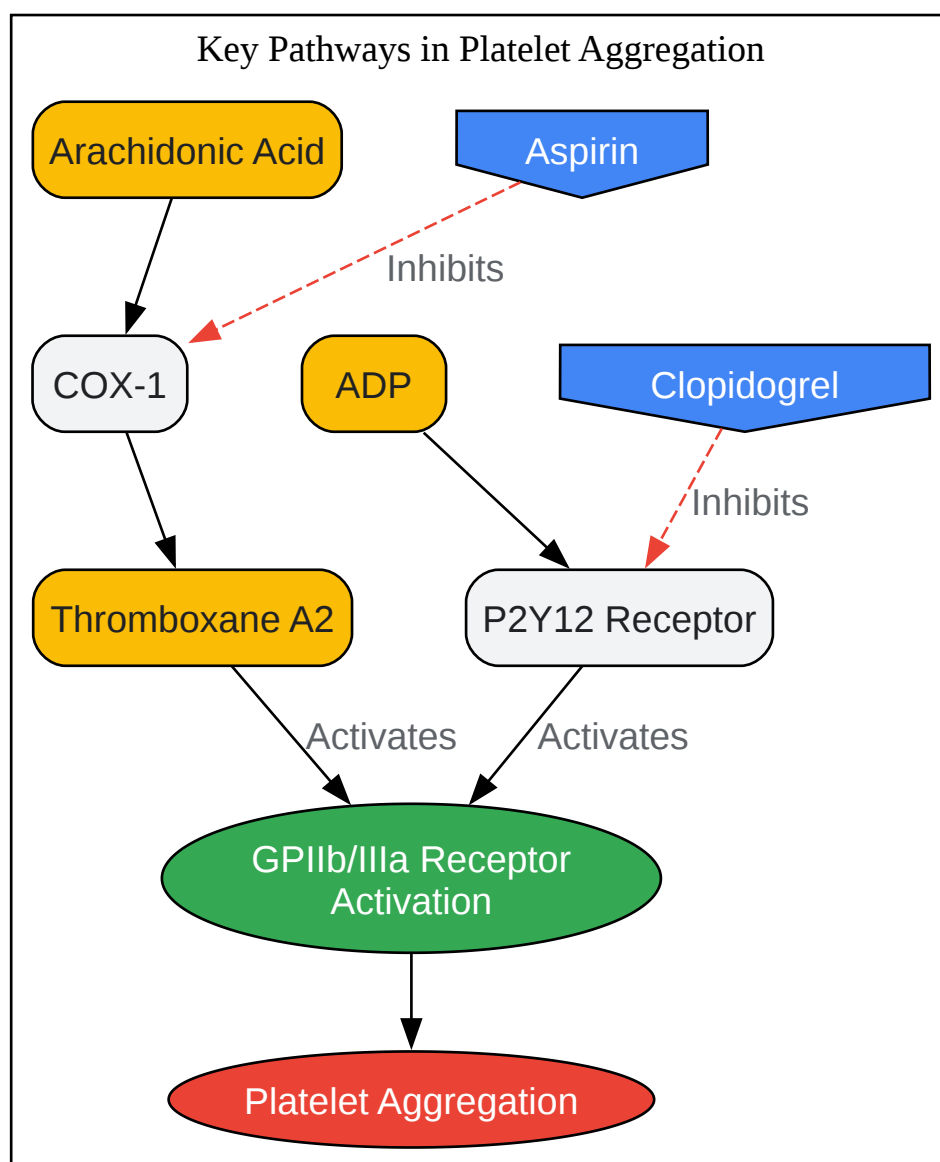 Key Pathways in Platelet Aggregation
Arachidonic Acid
Aspirin
Inhibits
COX-1
ADP
Clopidogrel
Inhibits
Thromboxane A2
P2Y12 Receptor
Activates
Activates
GPIIb/IIIa Receptor
Activation
Platelet Aggregation